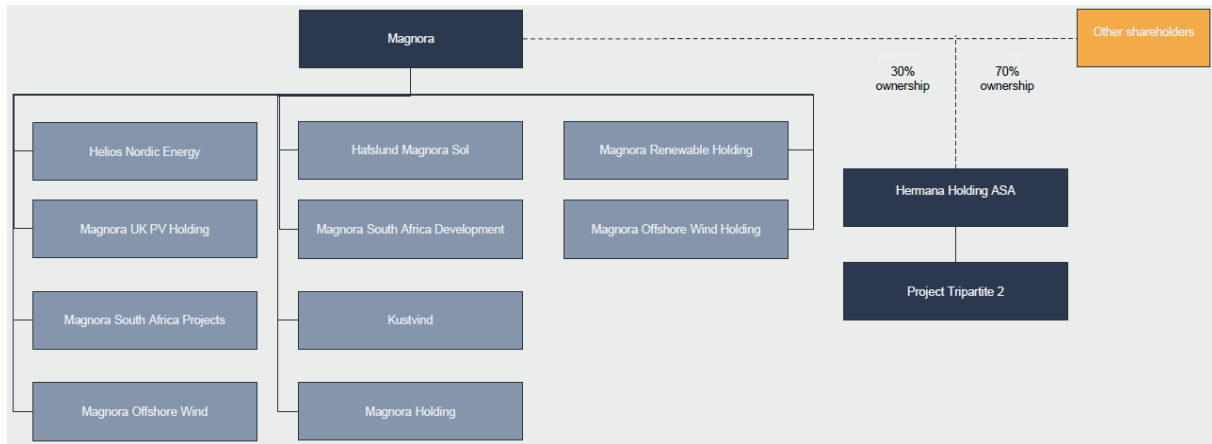 Magnora
Other shareholders
30%
ownership
70%
ownership
Helios Nordic Energy
Hafslund Magnora Sol
Magnora Renewable Holding
Hermana Holding ASA
Magnora UK PV Holding
Magnora South Africa Development
Magnora Offshore Wind Holding
Project Tripartite 2
Magnora South Africa Projects
Kustvind
Magnora Offshore Wind
Magnora Holding